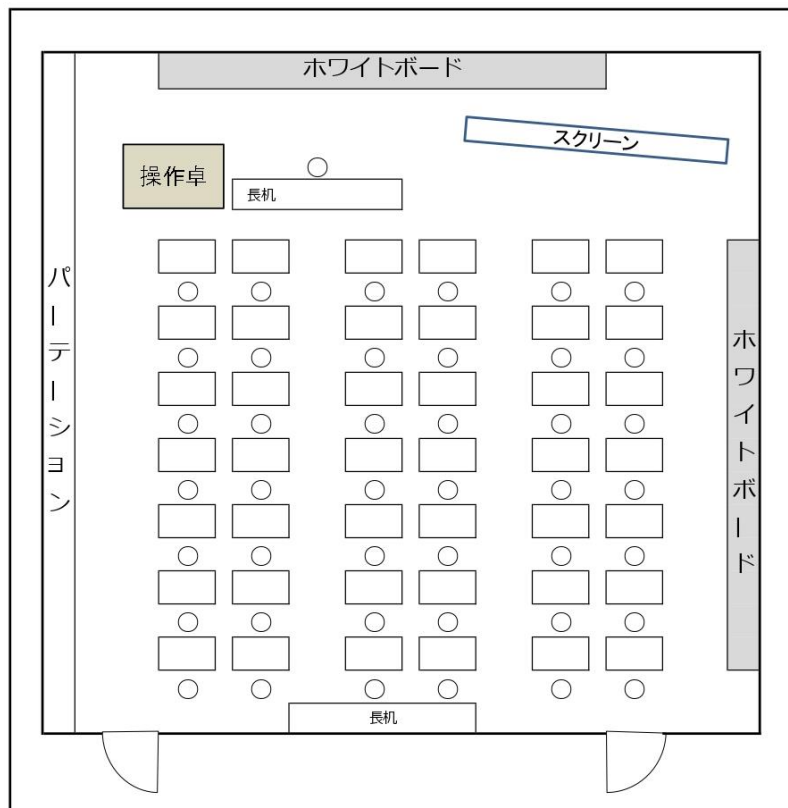 ホワイトボード
スクリーン
操作卓
長机
パーテーション
ホワイトボード
長机